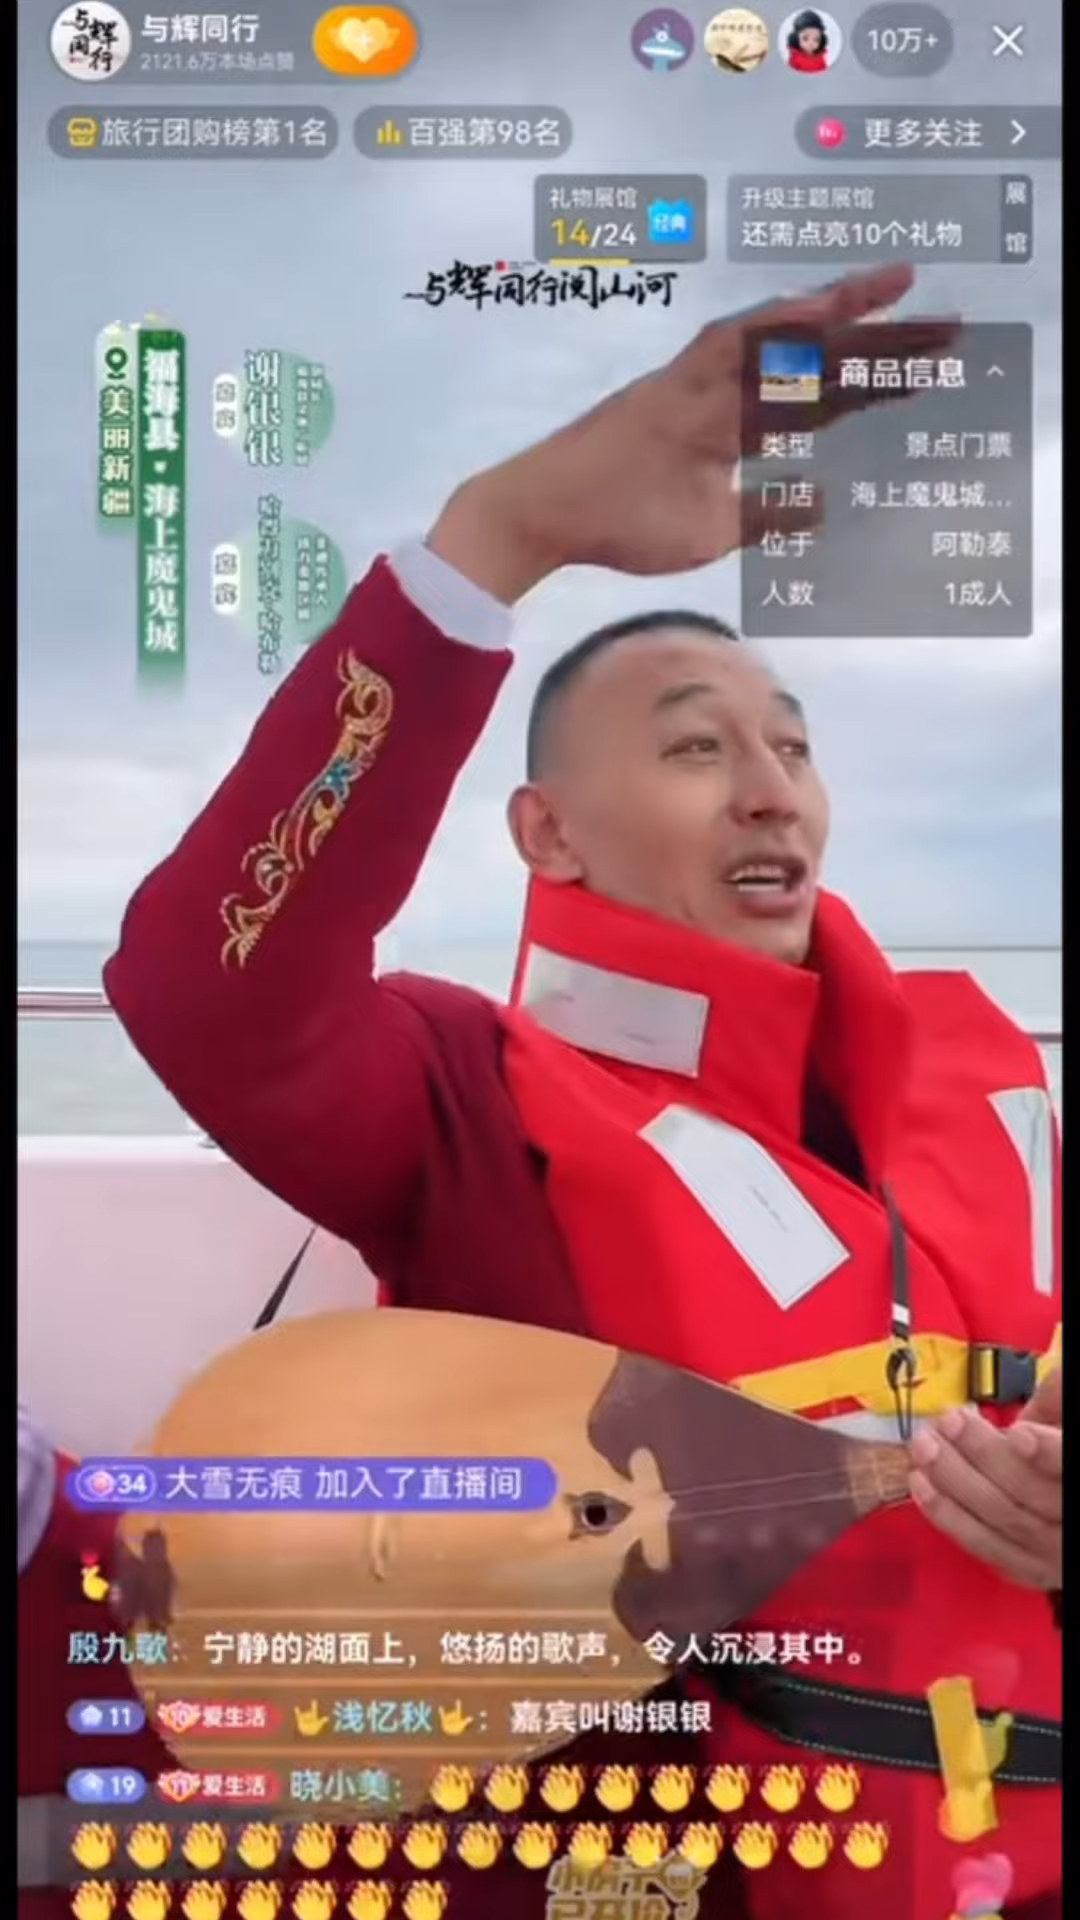 与辉同行
2121.6万本场点赞
10万+
旅行团购榜第1名
百强第98名
更多关注
礼物展馆
14/24
经典
升级主题展馆
还需点亮10个礼物
展馆
与辉同行阅山河
美丽新疆
福海县·海上魔鬼城
嘉宾
谢银银
嘉宾
商品信息
类型 景点门票
门店 海上魔鬼城...
位于 阿勒泰
人数 1成人
34 大雪无痕 加入了直播间
殷九歌：宁静的湖面上，悠扬的歌声，令人沉浸其中。
11 爱生活 🤟浅忆秋🤟：嘉宾叫谢银银
19 11 爱生活 晓小美：👏👏👏👏👏👏👏👏
👏👏👏👏👏👏👏👏👏👏👏👏👏👏👏
👏👏👏👏👏👏👏